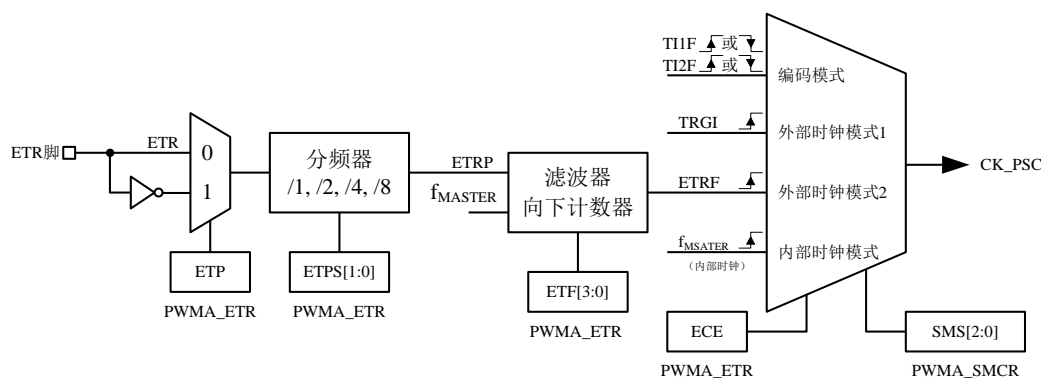 TI1F 或
TI2F 或
编码模式
TRGI
外部时钟模式1
ETR脚
ETR
0
1
分频器
/1, /2, /4, /8
ETRP
fMASTER
滤波器
向下计数器
ETRF
外部时钟模式2
CK_PSC
fMSATER
（内部时钟）
内部时钟模式
ETP
PWMA_ETR
ETPS[1:0]
PWMA_ETR
ETF[3:0]
PWMA_ETR
ECE
PWMA_ETR
SMS[2:0]
PWMA_SMCR